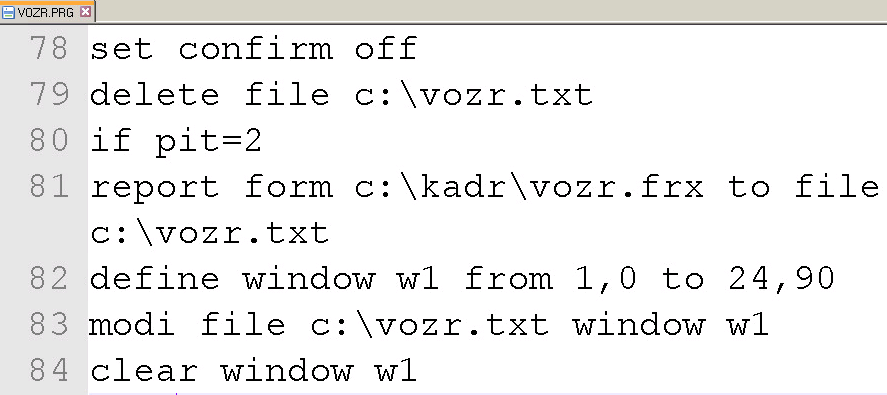 VOZR.PRG
78 set confirm off
79 delete file c:\vozr.txt
80 if pit=2
81 report form c:\kadr\vozr.frx to file
c:\vozr.txt
82 define window w1 from 1,0 to 24,90
83 modi file c:\vozr.txt window w1
84 clear window w1